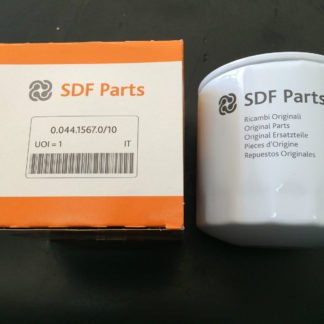 SDF Parts
0.044.1567.0/10
UOI = 1 IT
SDF Parts
Ricambi Originali
Original Parts
Original Ersatzteile
Pieces d'Origine
Repuestos Originales